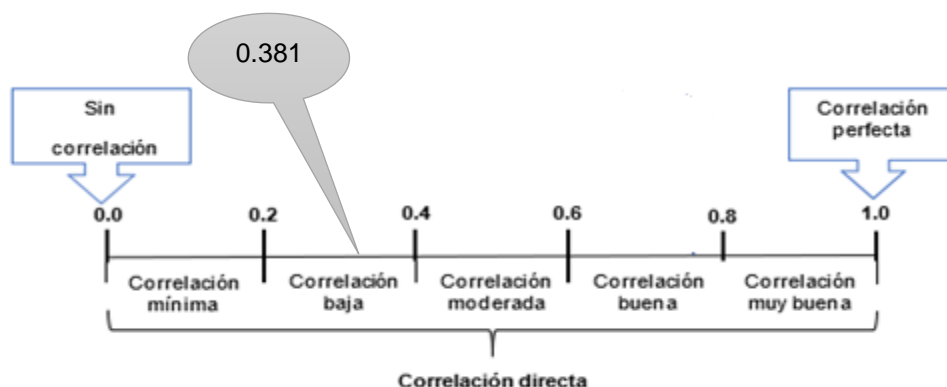 0.381
Sin
correlación
Correlación
perfecta
0.0 0.2 0.4 0.6 0.8 1.0
Correlación Correlación Correlación Correlación Correlación
mínima baja moderada buena muy buena
Correlación directa